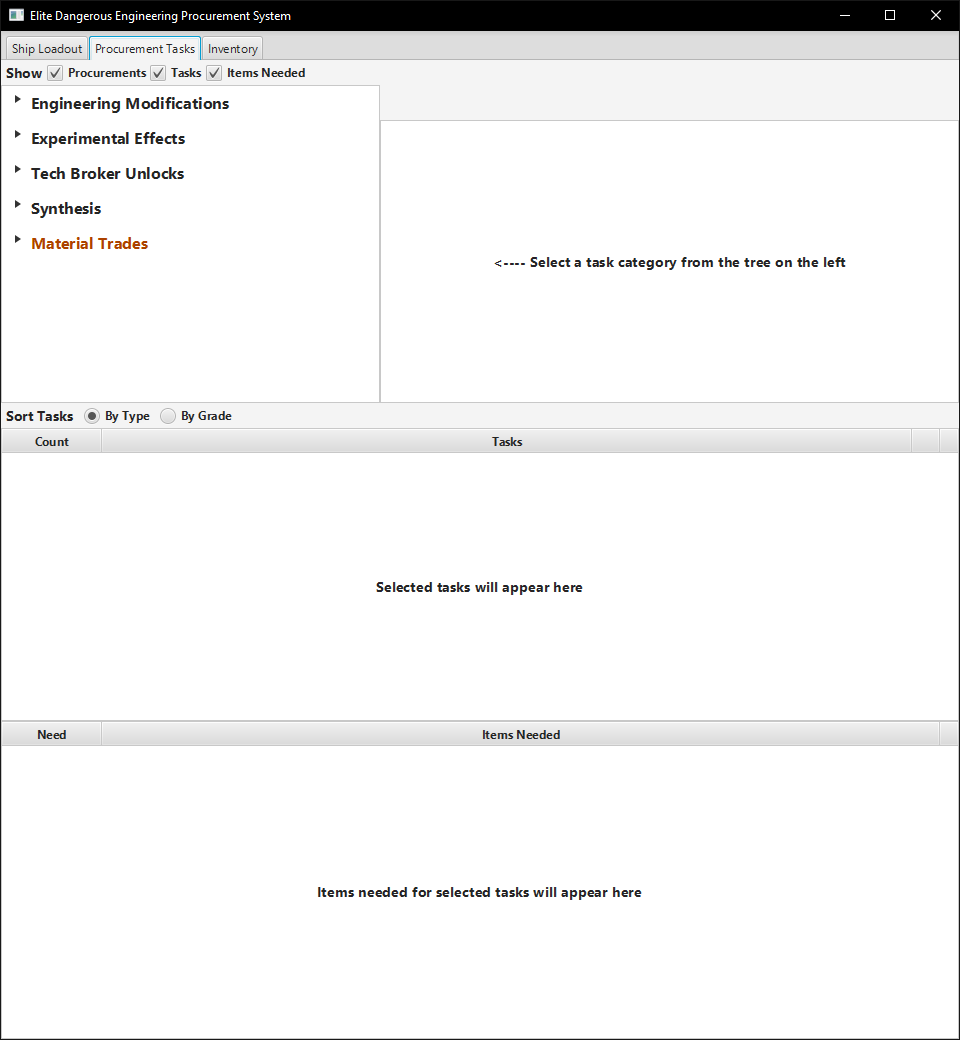 Elite Dangerous Engineering Procurement System
Ship Loadout Procurement Tasks Inventory
Show Procurements Tasks Items Needed
Engineering Modifications
Experimental Effects
Tech Broker Unlocks
Synthesis
Material Trades
<---- Select a task category from the tree on the left
Sort Tasks By Type By Grade
Count Tasks
Selected tasks will appear here
Need Items Needed
Items needed for selected tasks will appear here